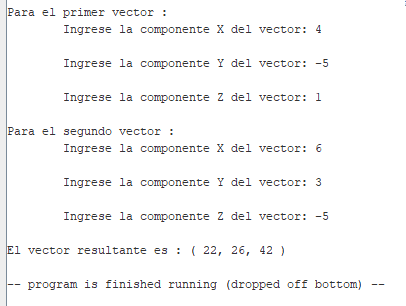 Para el primer vector :
Ingrese la componente X del vector: 4
Ingrese la componente Y del vector: -5
Ingrese la componente Z del vector: 1
Para el segundo vector :
Ingrese la componente X del vector: 6
Ingrese la componente Y del vector: 3
Ingrese la componente Z del vector: -5
El vector resultante es : ( 22, 26, 42 )
-- program is finished running (dropped off bottom) --